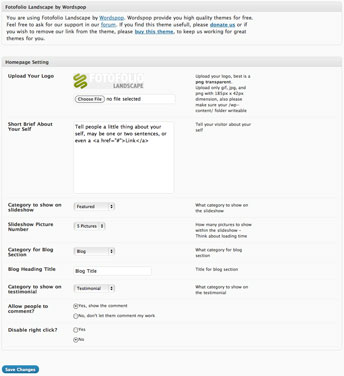 Fotofolio Landscape by Wordspop
You are using Fotofolio Landscape by Wordspop. Wordspop provide you high quality themes for free.
Feel free to ask for our support in our forum. If you find this theme usefull, please donate us or if
you wish to remove our link from the theme, please buy this theme, to keep us working for great
themes for you.
Homepage Setting
Upload Your Logo
FOTOFOLIO
LANDSCAPE
Choose File no file selected
Upload your logo, best is a
png transparent.
Upload only gif, jpg, and
png with 185px x 42px
dimension, also please
make sure your /wp-
content/ folder writeable
Short Brief About
Your Self
Tell people a little thing about your
self, may be one or two sentences, or
even a <a href="#">Link</a>
Tell your visitor about your
self
Category to show on
slideshow
Featured
What category to show on
the slideshow
Slideshow Picture
Number
5 Pictures
How many pictures to show
within the slideshow -
Think about loading time
Category for Blog
Section
Blog
What category for blog
section
Blog Heading Title
Blog Title
Title for blog section
Category to show on
testimonial
Testimonial
What category to show on
the testimonial
Allow people to
comment?
Yes, show the comment
No, don't let them comment my work
Disable right click?
Yes
No
Save Changes